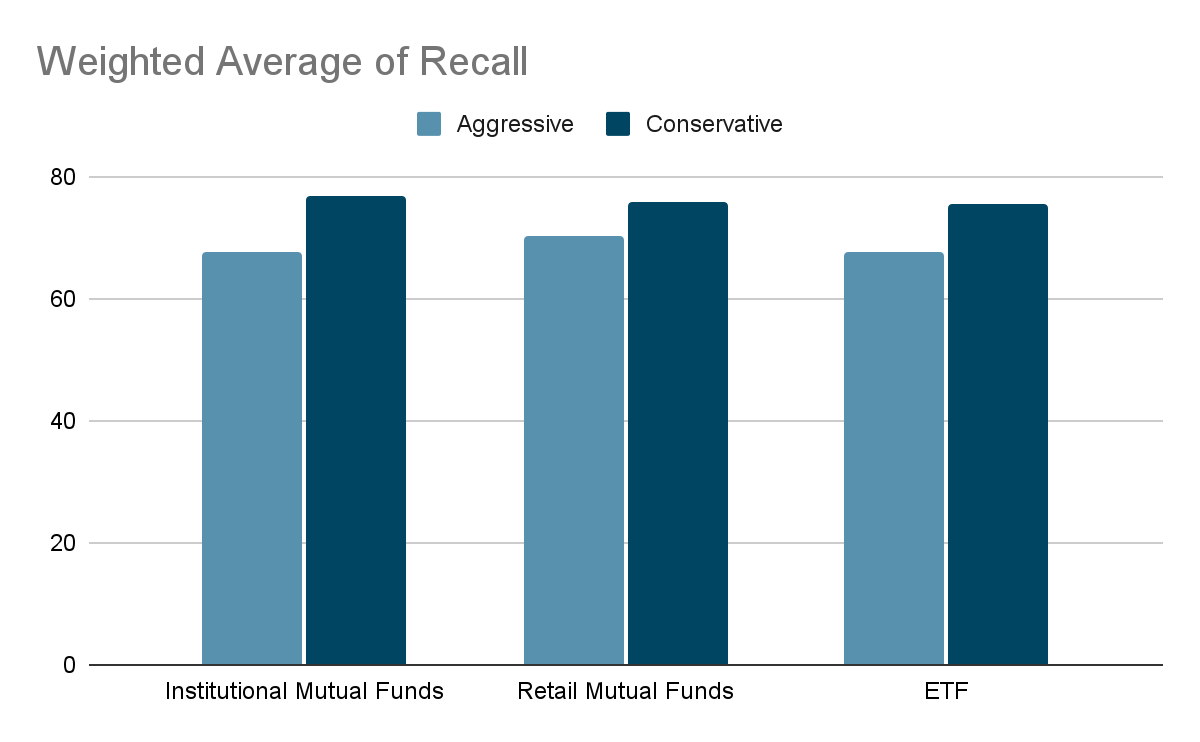 Weighted Average of Recall
Aggressive Conservative
80
60
40
20
0
Institutional Mutual Funds Retail Mutual Funds ETF